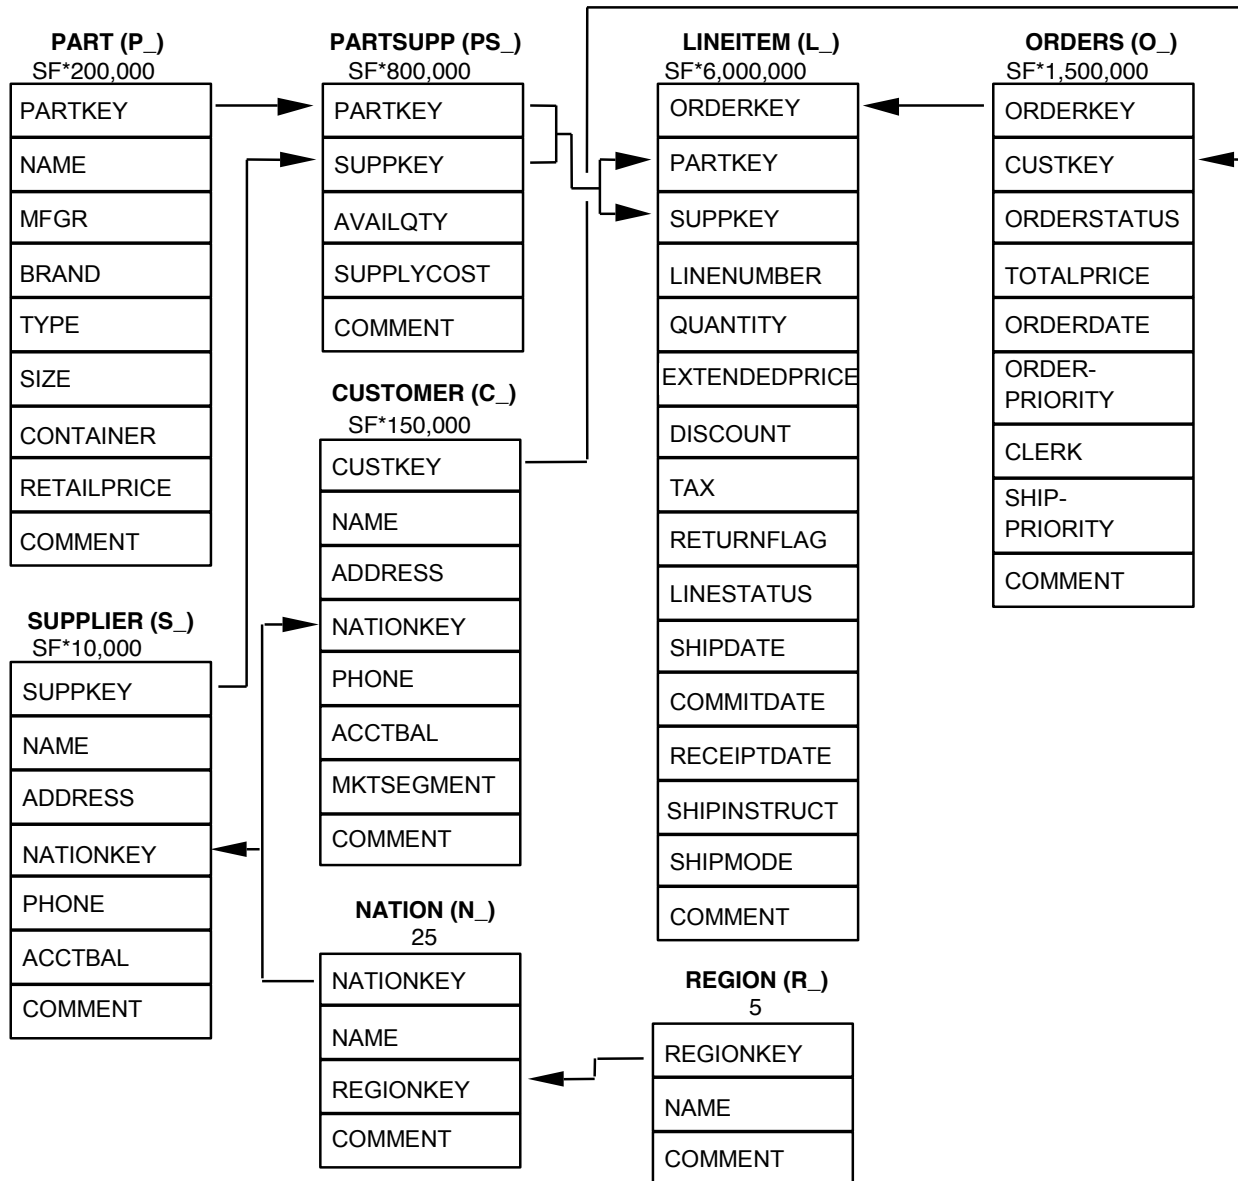 PART (P_)
SF*200,000
PARTKEY
NAME
MFGR
BRAND
TYPE
SIZE
CONTAINER
RETAILPRICE
COMMENT
SUPPLIER (S_)
SF*10,000
SUPPKEY
NAME
ADDRESS
NATIONKEY
PHONE
ACCTBAL
COMMENT
PARTSUPP (PS_)
SF*800,000
PARTKEY
SUPPKEY
AVAILQTY
SUPPLYCOST
COMMENT
CUSTOMER (C_)
SF*150,000
CUSTKEY
NAME
ADDRESS
NATIONKEY
PHONE
ACCTBAL
MKTSEGMENT
COMMENT
NATION (N_)
25
NATIONKEY
NAME
REGIONKEY
COMMENT
LINEITEM (L_)
SF*6,000,000
ORDERKEY
PARTKEY
SUPPKEY
LINENUMBER
QUANTITY
EXTENDEDPRICE
DISCOUNT
TAX
RETURNFLAG
LINESTATUS
SHIPDATE
COMMITDATE
RECEIPTDATE
SHIPINSTRUCT
SHIPMODE
COMMENT
REGION (R_)
5
REGIONKEY
NAME
COMMENT
ORDERS (O_)
SF*1,500,000
ORDERKEY
CUSTKEY
ORDERSTATUS
TOTALPRICE
ORDERDATE
ORDER-
PRIORITY
CLERK
SHIP-
PRIORITY
COMMENT